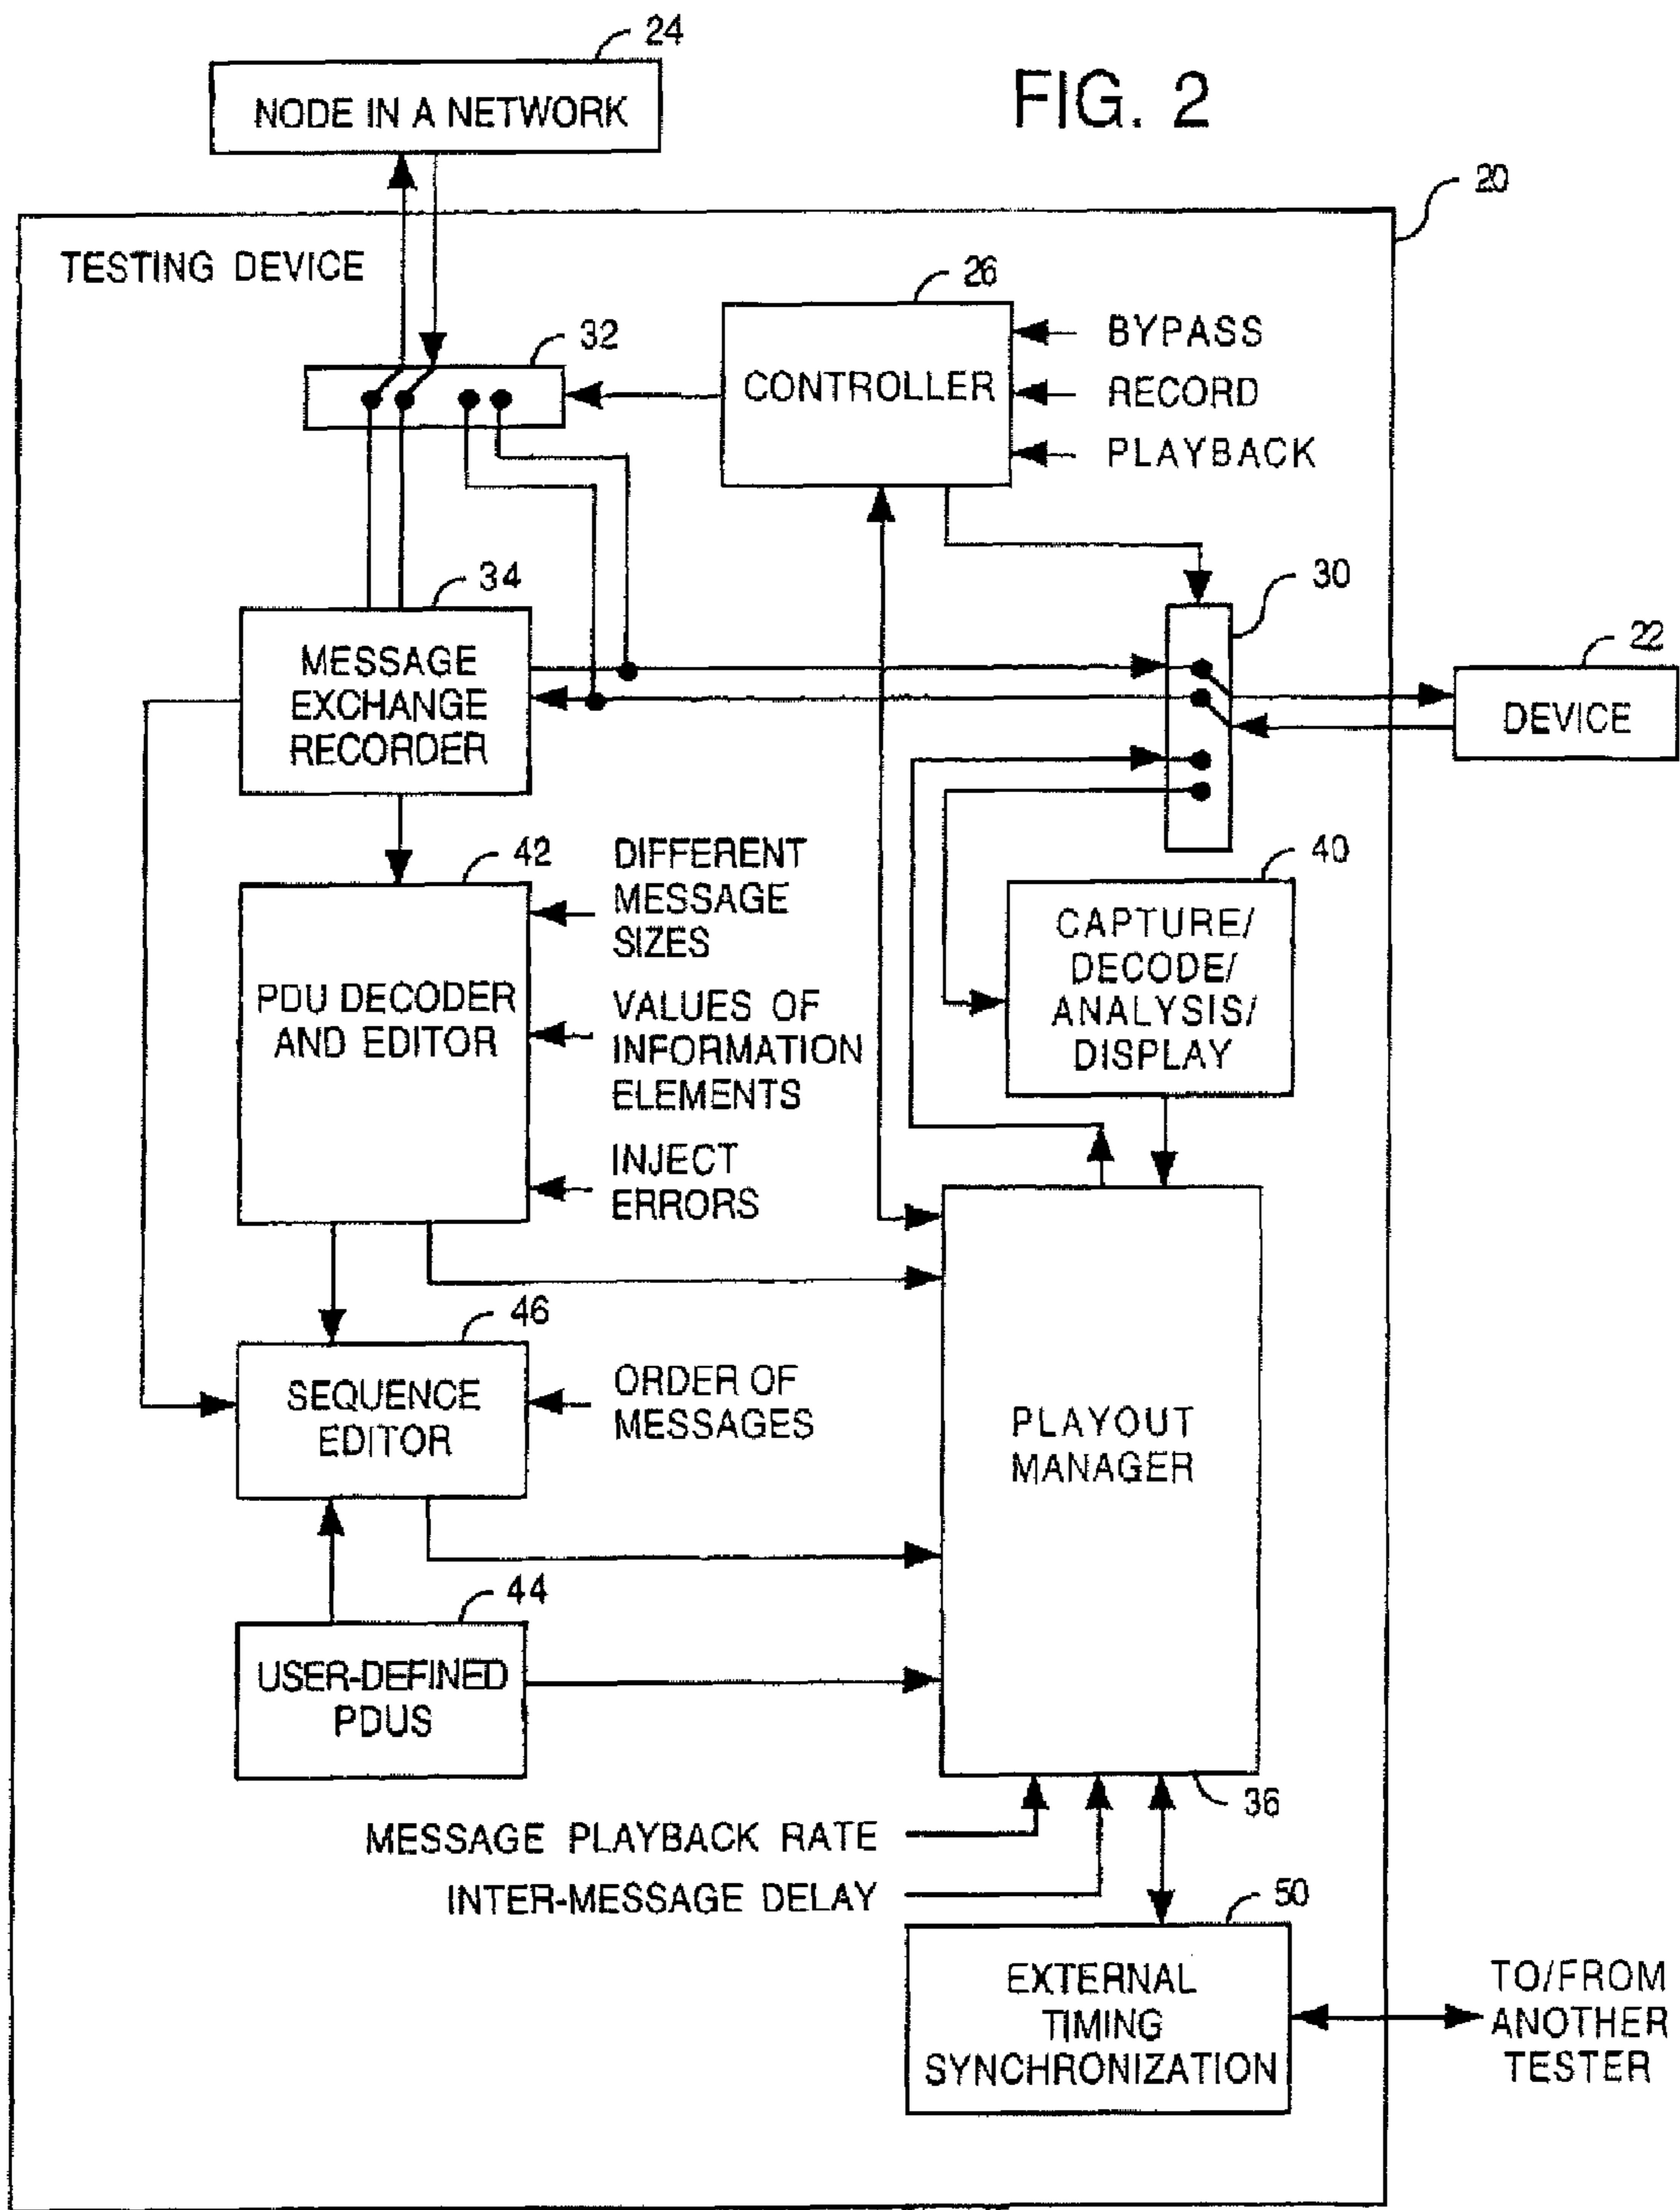 24
NODE IN A NETWORK
FIG. 2
20
TESTING DEVICE
26
32
CONTROLLER
BYPASS
RECORD
PLAYBACK
34
30
22
MESSAGE
EXCHANGE
RECORDER
DEVICE
42
DIFFERENT
MESSAGE
SIZES
40
CAPTURE/
DECODE/
ANALYSIS/
DISPLAY
PDU DECODER
AND EDITOR
VALUES OF
INFORMATION
ELEMENTS
INJECT
ERRORS
46
SEQUENCE
EDITOR
ORDER OF
MESSAGES
PLAYOUT
MANAGER
44
USER-DEFINED
PDUS
36
MESSAGE PLAYBACK RATE
INTER-MESSAGE DELAY
50
EXTERNAL
TIMING
SYNCHRONIZATION
TO/FROM
ANOTHER
TESTER